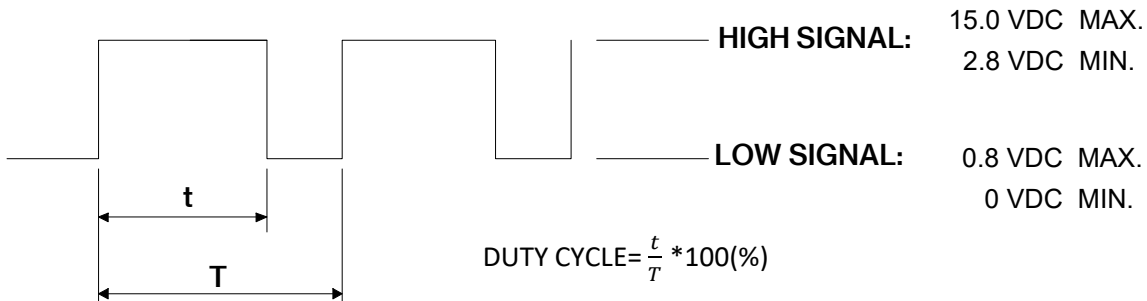 HIGH SIGNAL: 15.0 VDC MAX.
2.8 VDC MIN.
LOW SIGNAL: 0.8 VDC MAX.
0 VDC MIN.
t
T
DUTY CYCLE= t/T *100(%)